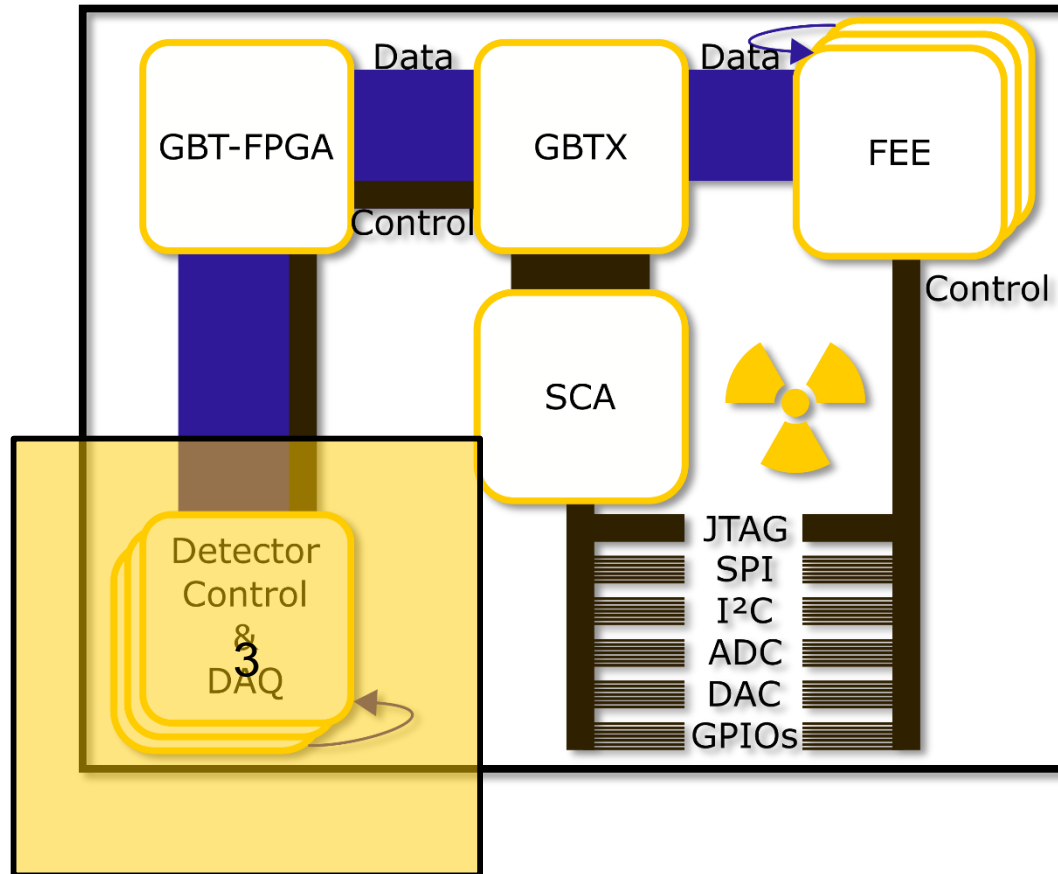 Data
Data
GBT-FPGA
GBTX
FEE
Control
Control
SCA
JTAG
SPI
I²C
ADC
DAC
GPIOs
Detector
Control
&
DAQ
3